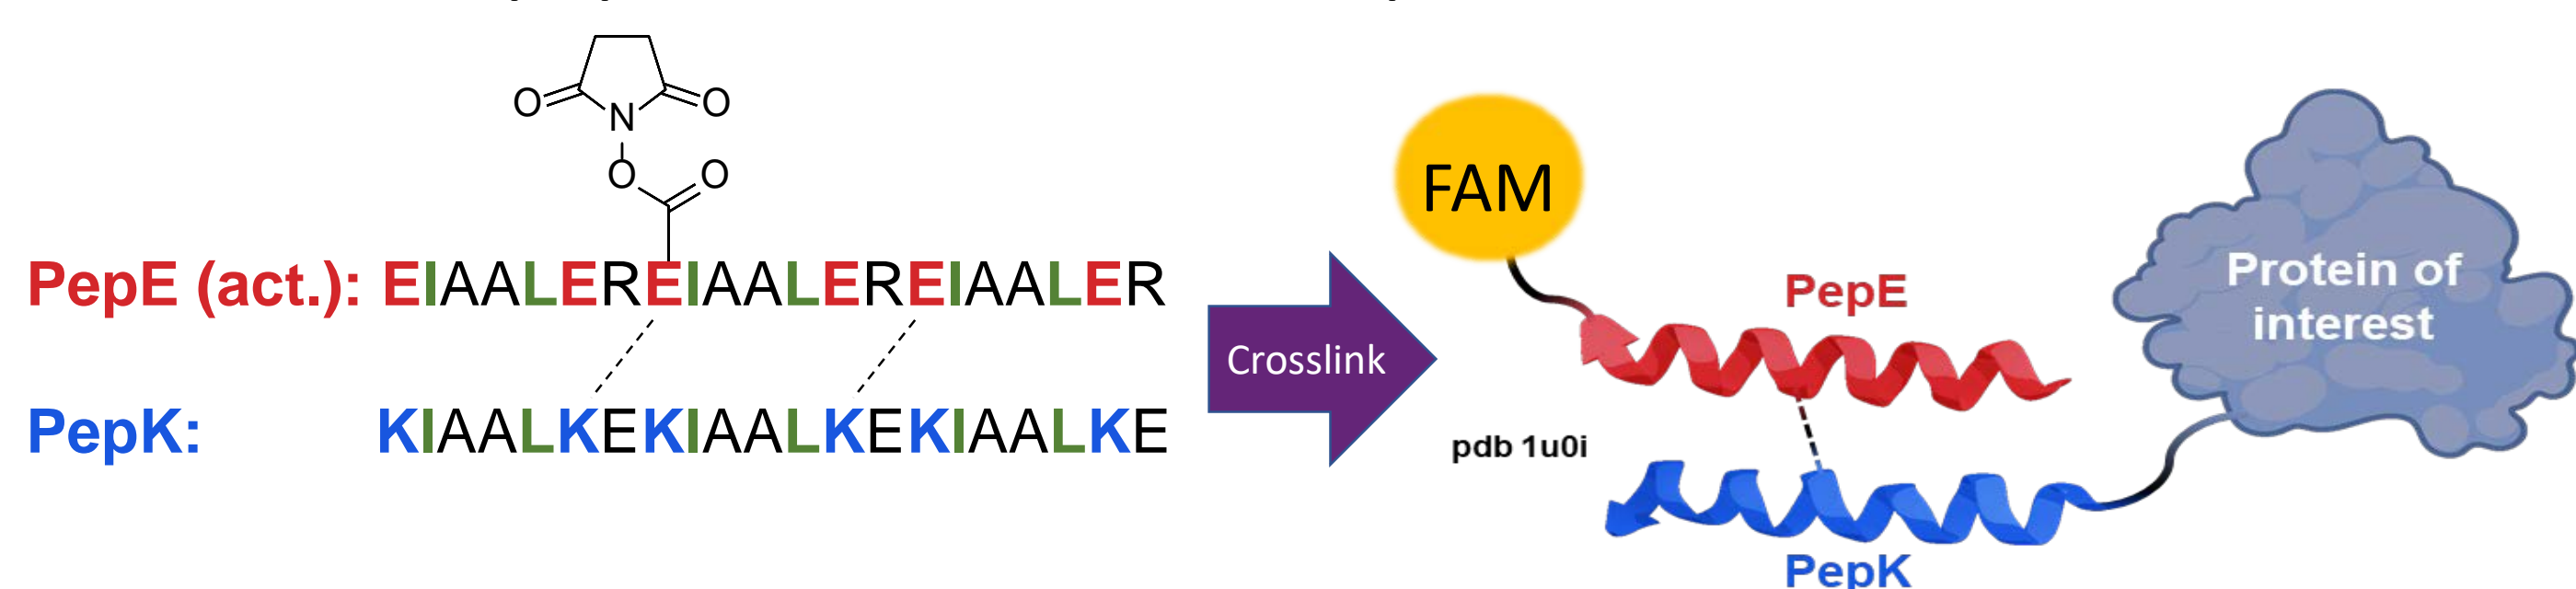 O
O
N
O
O
PepE (act.): EIAALEREIAALEREIAALER
PepK: KIAALKEKIAALKEKIAALKE
Crosslink
FAM
PepE
pdb 1u0i
PepK
Protein of
interest